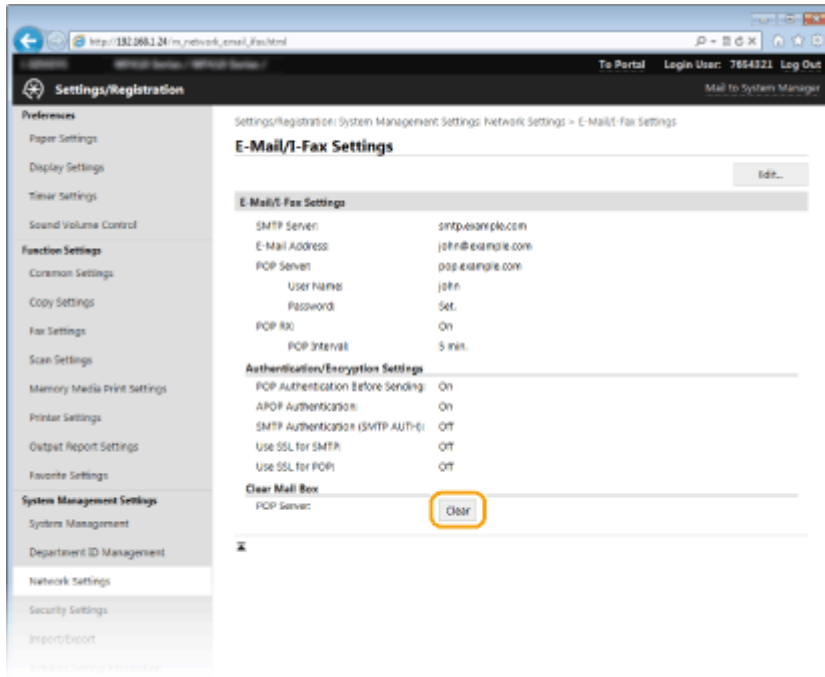 http://192.168.1.24/m_network_email_ifax.html
To Portal Login User: 7654321 Log Out
Settings/Registration
Mail to System Manager
Preferences
Paper Settings
Display Settings
Timer Settings
Sound Volume Control
Function Settings
Common Settings
Copy Settings
Fax Settings
Scan Settings
Memory Media Print Settings
Printer Settings
Output Report Settings
Favorite Settings
System Management Settings
System Management
Department ID Management
Network Settings
Security Settings
Import/Export
Settings/Registration: System Management Settings: Network Settings > E-Mail/I-Fax Settings
E-Mail/I-Fax Settings
Edit...
E-Mail/I-Fax Settings
SMTP Server: smtp.example.com
E-Mail Address: john@example.com
POP Server: pop.example.com
User Name: john
Password: Set.
POP RX: On
POP Interval: 5 min.
Authentication/Encryption Settings
POP Authentication Before Sending: On
APOP Authentication: On
SMTP Authentication (SMTP AUTH): Off
Use SSL for SMTP: Off
Use SSL for POP: Off
Clear Mail Box
POP Server: Clear